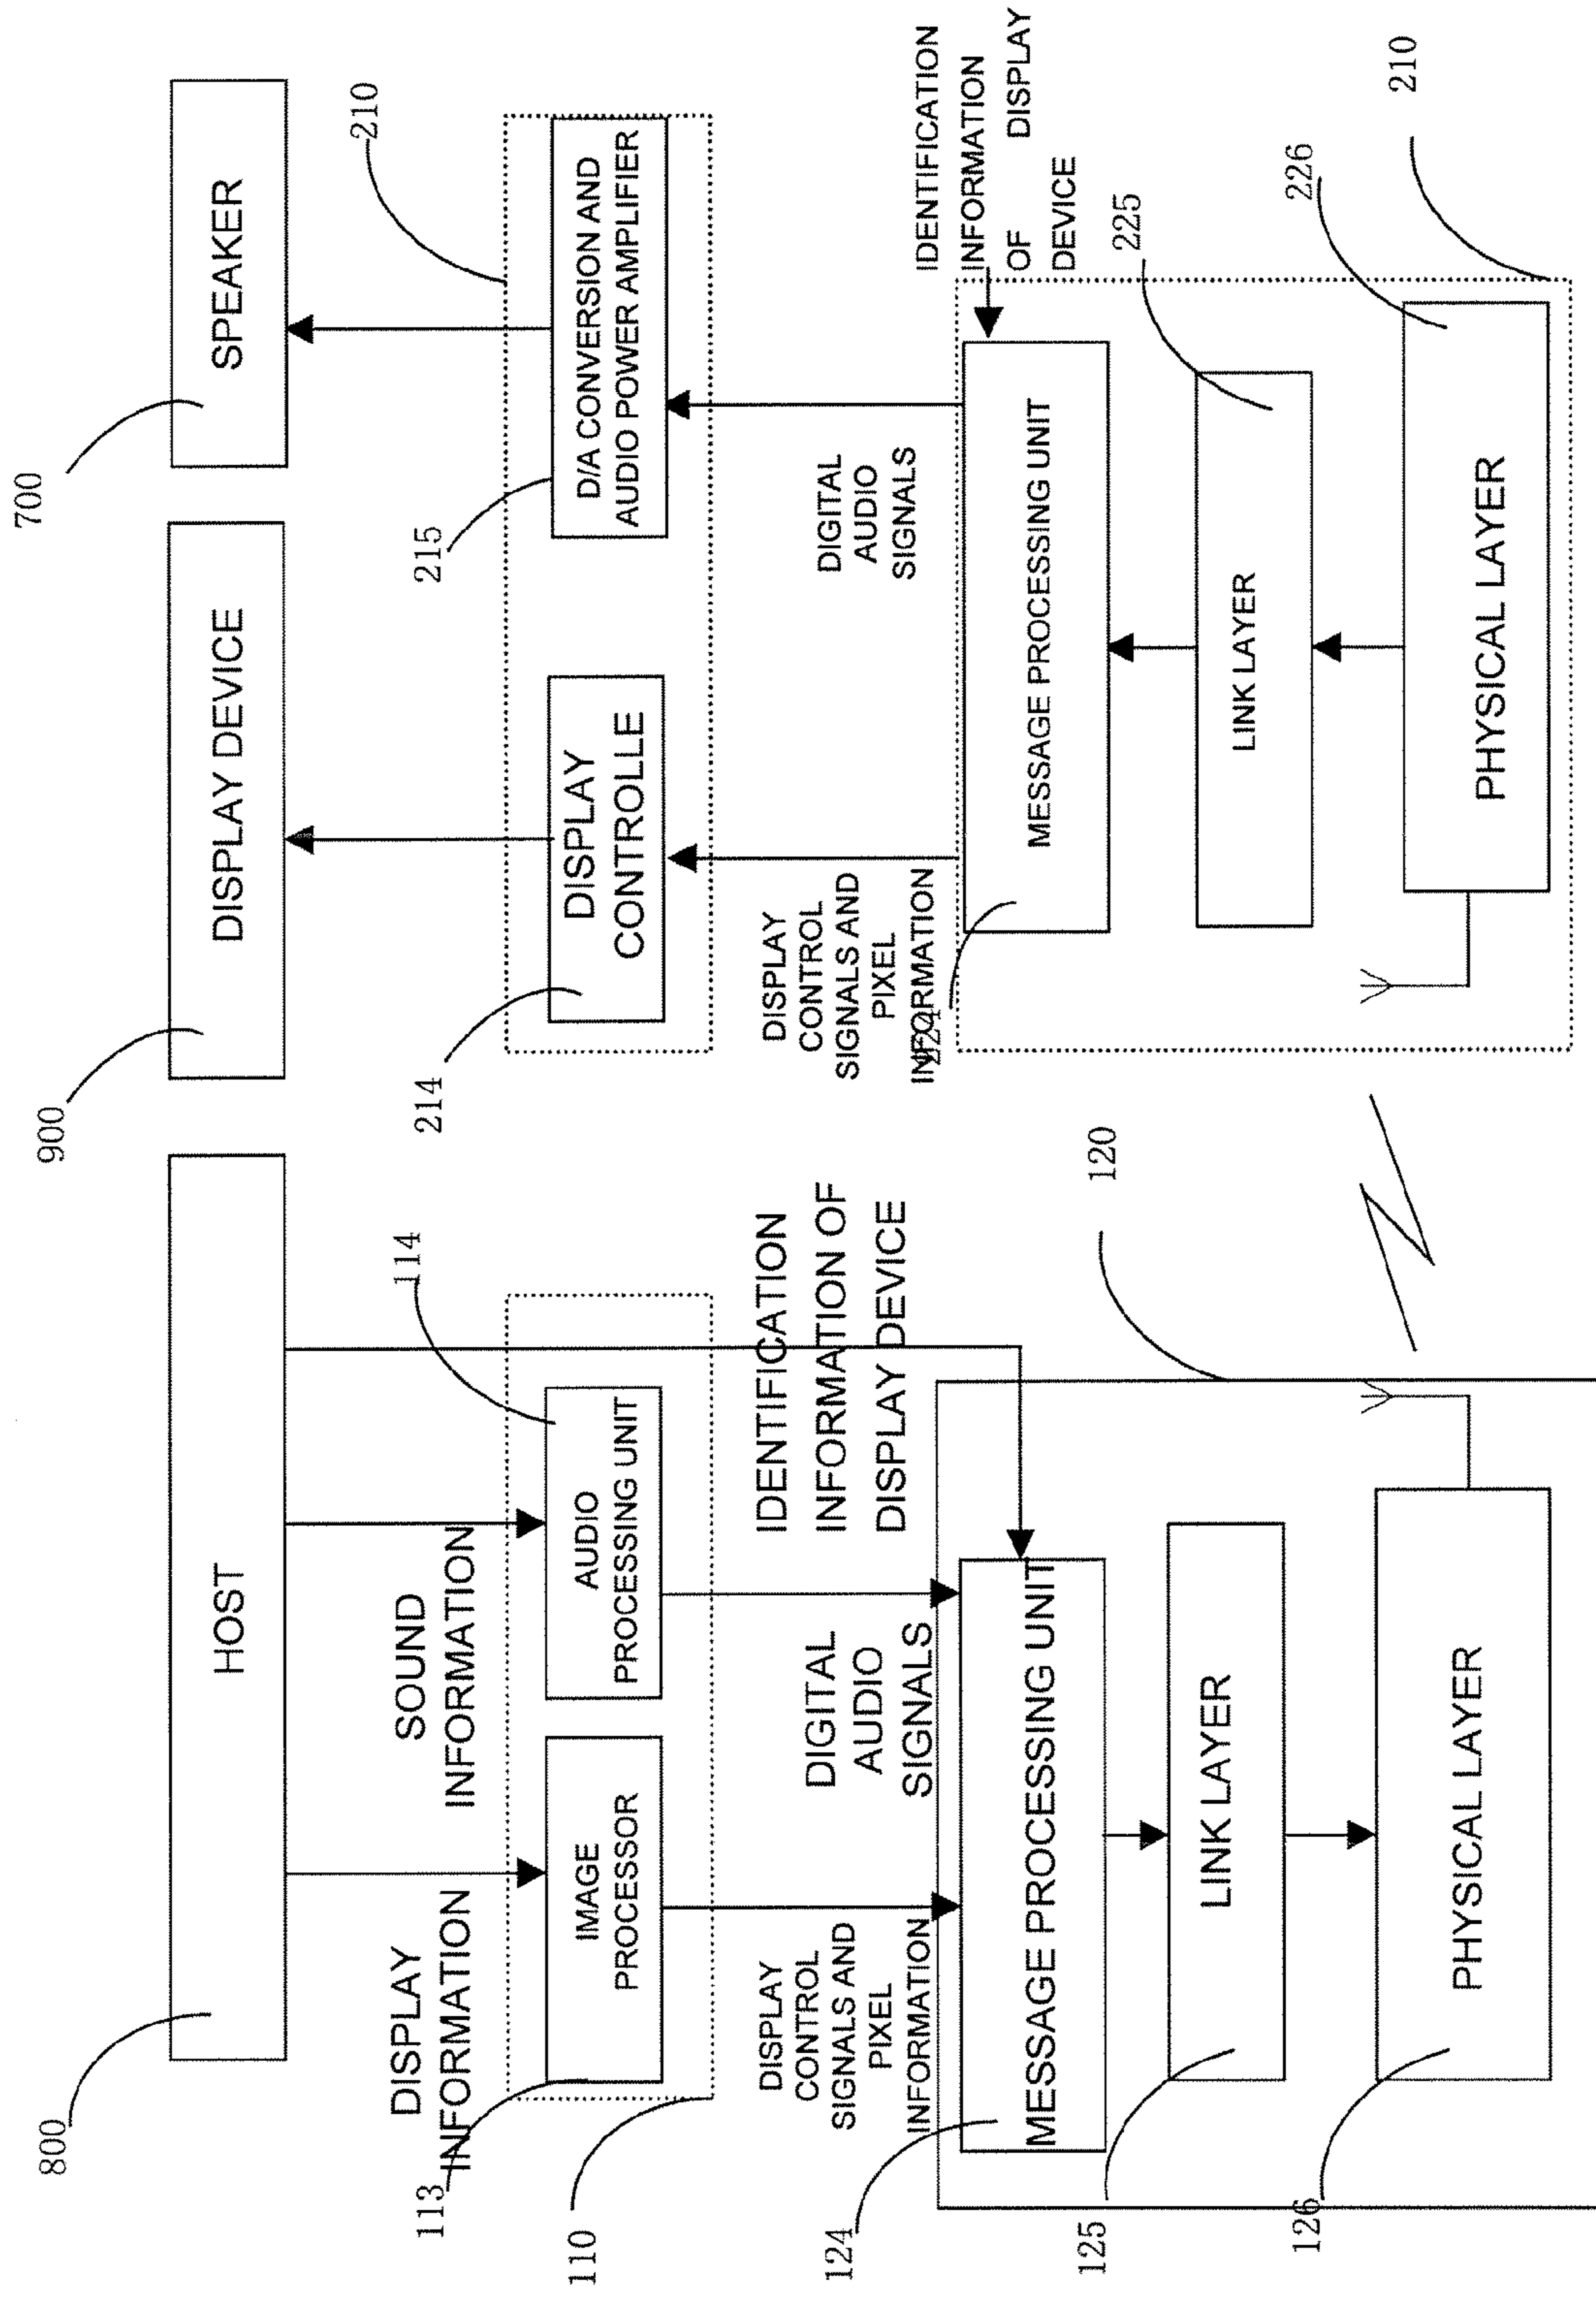 800
HOST
DISPLAY
INFORMATION
SOUND
INFORMATION
113
110
IMAGE
PROCESSOR
AUDIO
PROCESSING UNIT
114
DISPLAY
CONTROL
SIGNALS AND
PIXEL
INFORMATION
DIGITAL
AUDIO
SIGNALS
IDENTIFICATION
INFORMATION OF
DISPLAY DEVICE
124
MESSAGE PROCESSING UNIT
120
125
LINK LAYER
126
PHYSICAL LAYER
900
DISPLAY DEVICE
700
SPEAKER
214
DISPLAY
CONTROLLE
215
D/A CONVERSION AND
AUDIO POWER AMPLIFIER
210
DISPLAY
CONTROL
SIGNALS AND
PIXEL
INFORMATION
DIGITAL
AUDIO
SIGNALS
IDENTIFICATION
INFORMATION
OF DISPLAY
DEVICE
224
MESSAGE PROCESSING UNIT
225
LINK LAYER
226
PHYSICAL LAYER
210